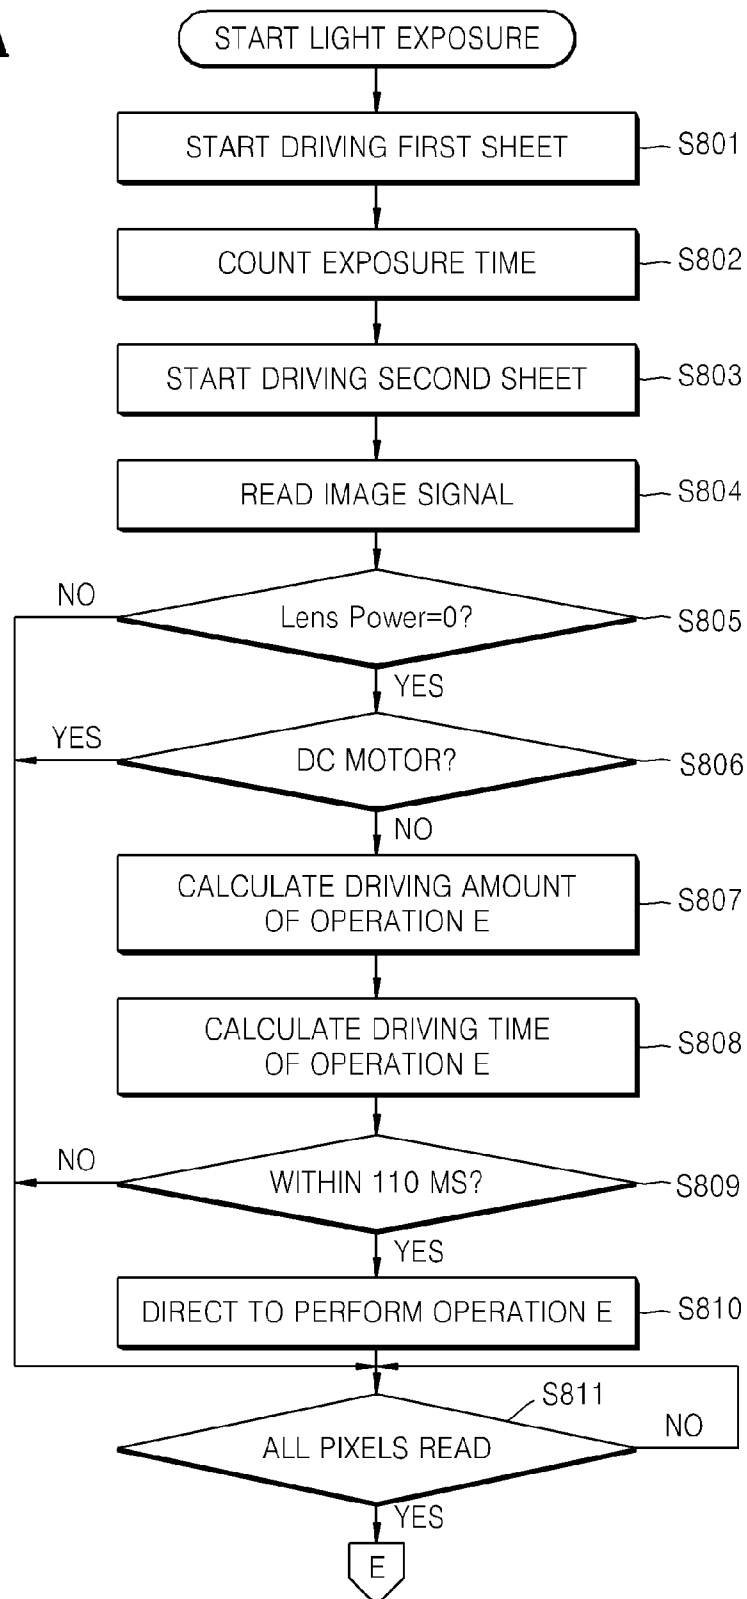 A
START LIGHT EXPOSURE
START DRIVING FIRST SHEET
S801
COUNT EXPOSURE TIME
S802
START DRIVING SECOND SHEET
S803
READ IMAGE SIGNAL
S804
NO
Lens Power=0?
S805
YES
YES
DC MOTOR?
S806
NO
CALCULATE DRIVING AMOUNT
OF OPERATION E
S807
CALCULATE DRIVING TIME
OF OPERATION E
S808
NO
WITHIN 110 MS?
S809
YES
DIRECT TO PERFORM OPERATION E
S810
S811
ALL PIXELS READ
NO
YES
E